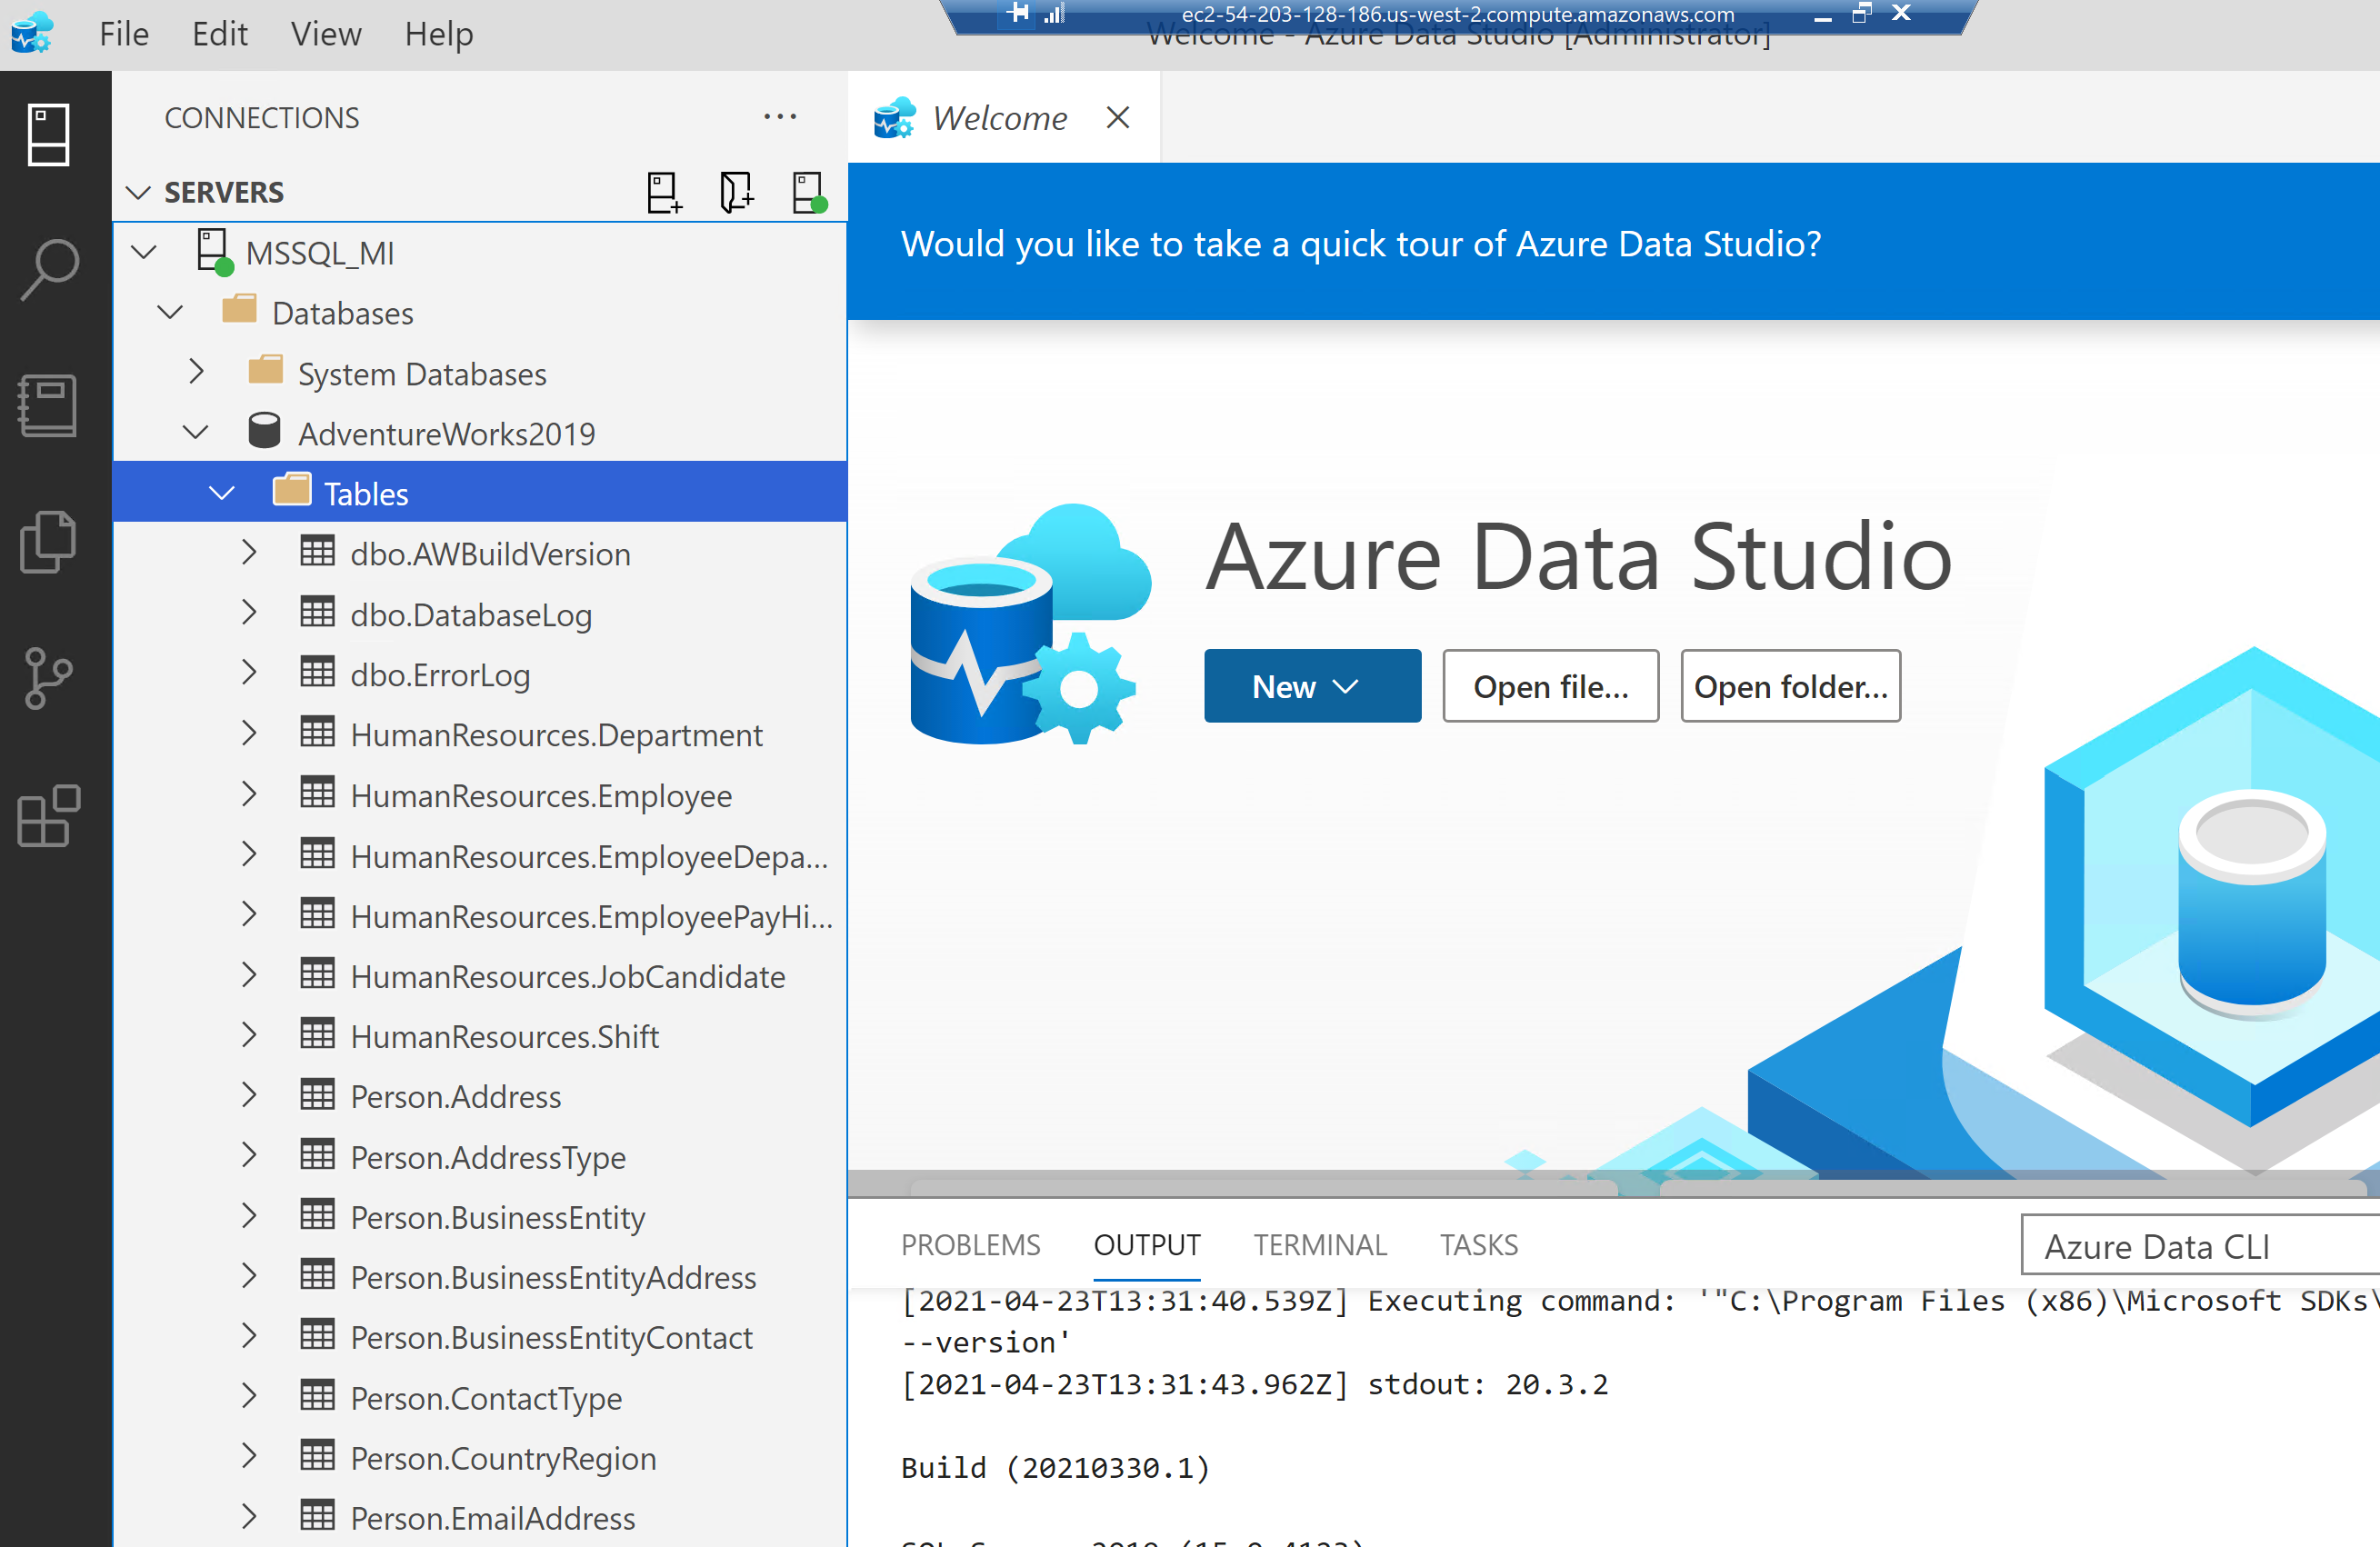 File Edit View Help
ec2-54-203-128-186.us-west-2.compute.amazonaws.com
Welcome - Azure Data Studio [Administrator]
CONNECTIONS
SERVERS
MSSQL_MI
Databases
System Databases
AdventureWorks2019
Tables
dbo.AWBuildVersion
dbo.DatabaseLog
dbo.ErrorLog
HumanResources.Department
HumanResources.Employee
HumanResources.EmployeeDepa...
HumanResources.EmployeePayHi...
HumanResources.JobCandidate
HumanResources.Shift
Person.Address
Person.AddressType
Person.BusinessEntity
Person.BusinessEntityAddress
Person.BusinessEntityContact
Person.ContactType
Person.CountryRegion
Person.EmailAddress
Welcome
Would you like to take a quick tour of Azure Data Studio?
Azure Data Studio
New Open file... Open folder...
PROBLEMS OUTPUT TERMINAL TASKS
Azure Data CLI
[2021-04-23T13:31:40.539Z] Executing command: '"C:\Program Files (x86)\Microsoft SDKs\
--version'
[2021-04-23T13:31:43.962Z] stdout: 20.3.2
Build (20210330.1)